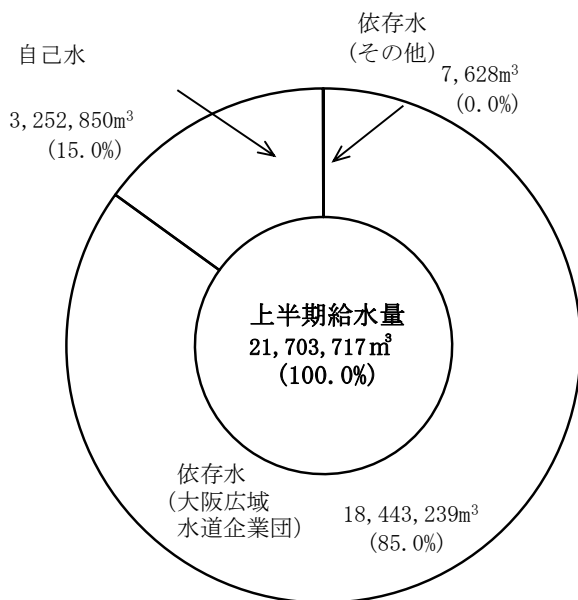 依存水
(その他)
7,628m³
(0.0%)
自己水
3,252,850m³
(15.0%)
上半期給水量
21,703,717㎥
(100.0%)
依存水
(大阪広域
水道企業団)
18,443,239m³
(85.0%)